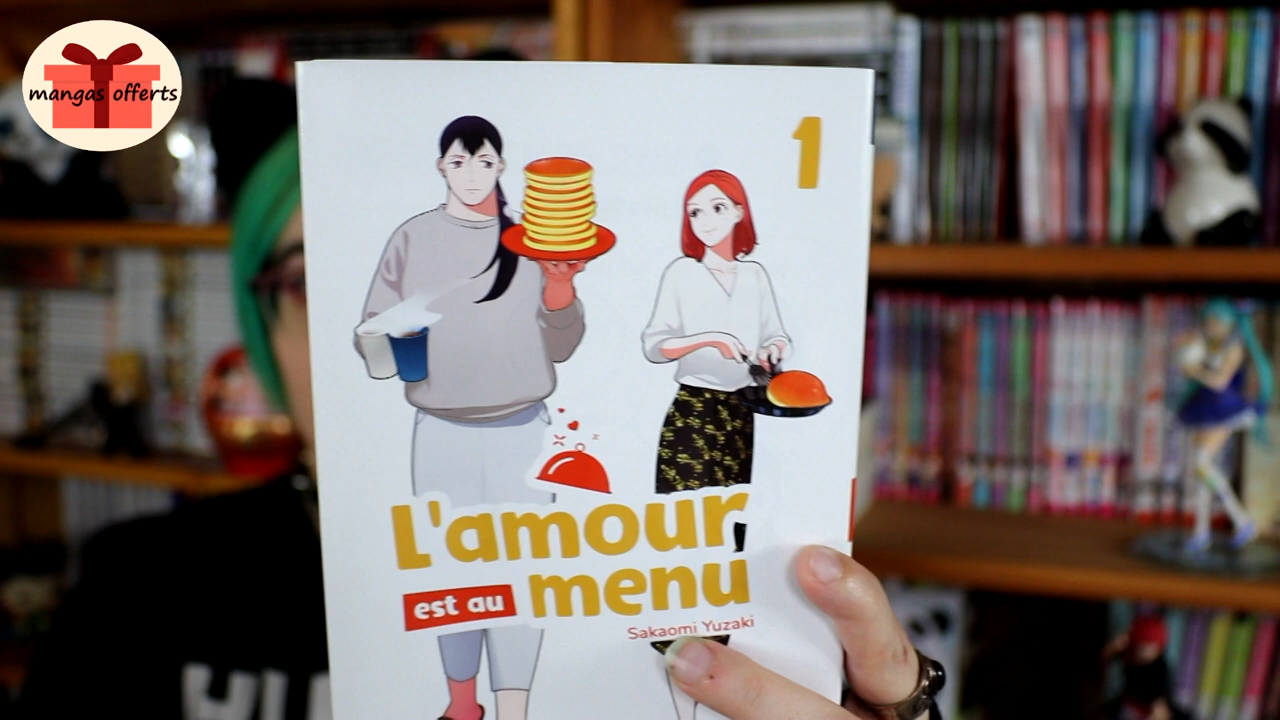 mangas offerts
1
L'amour
est au menu
Sakaomi Yuzaki